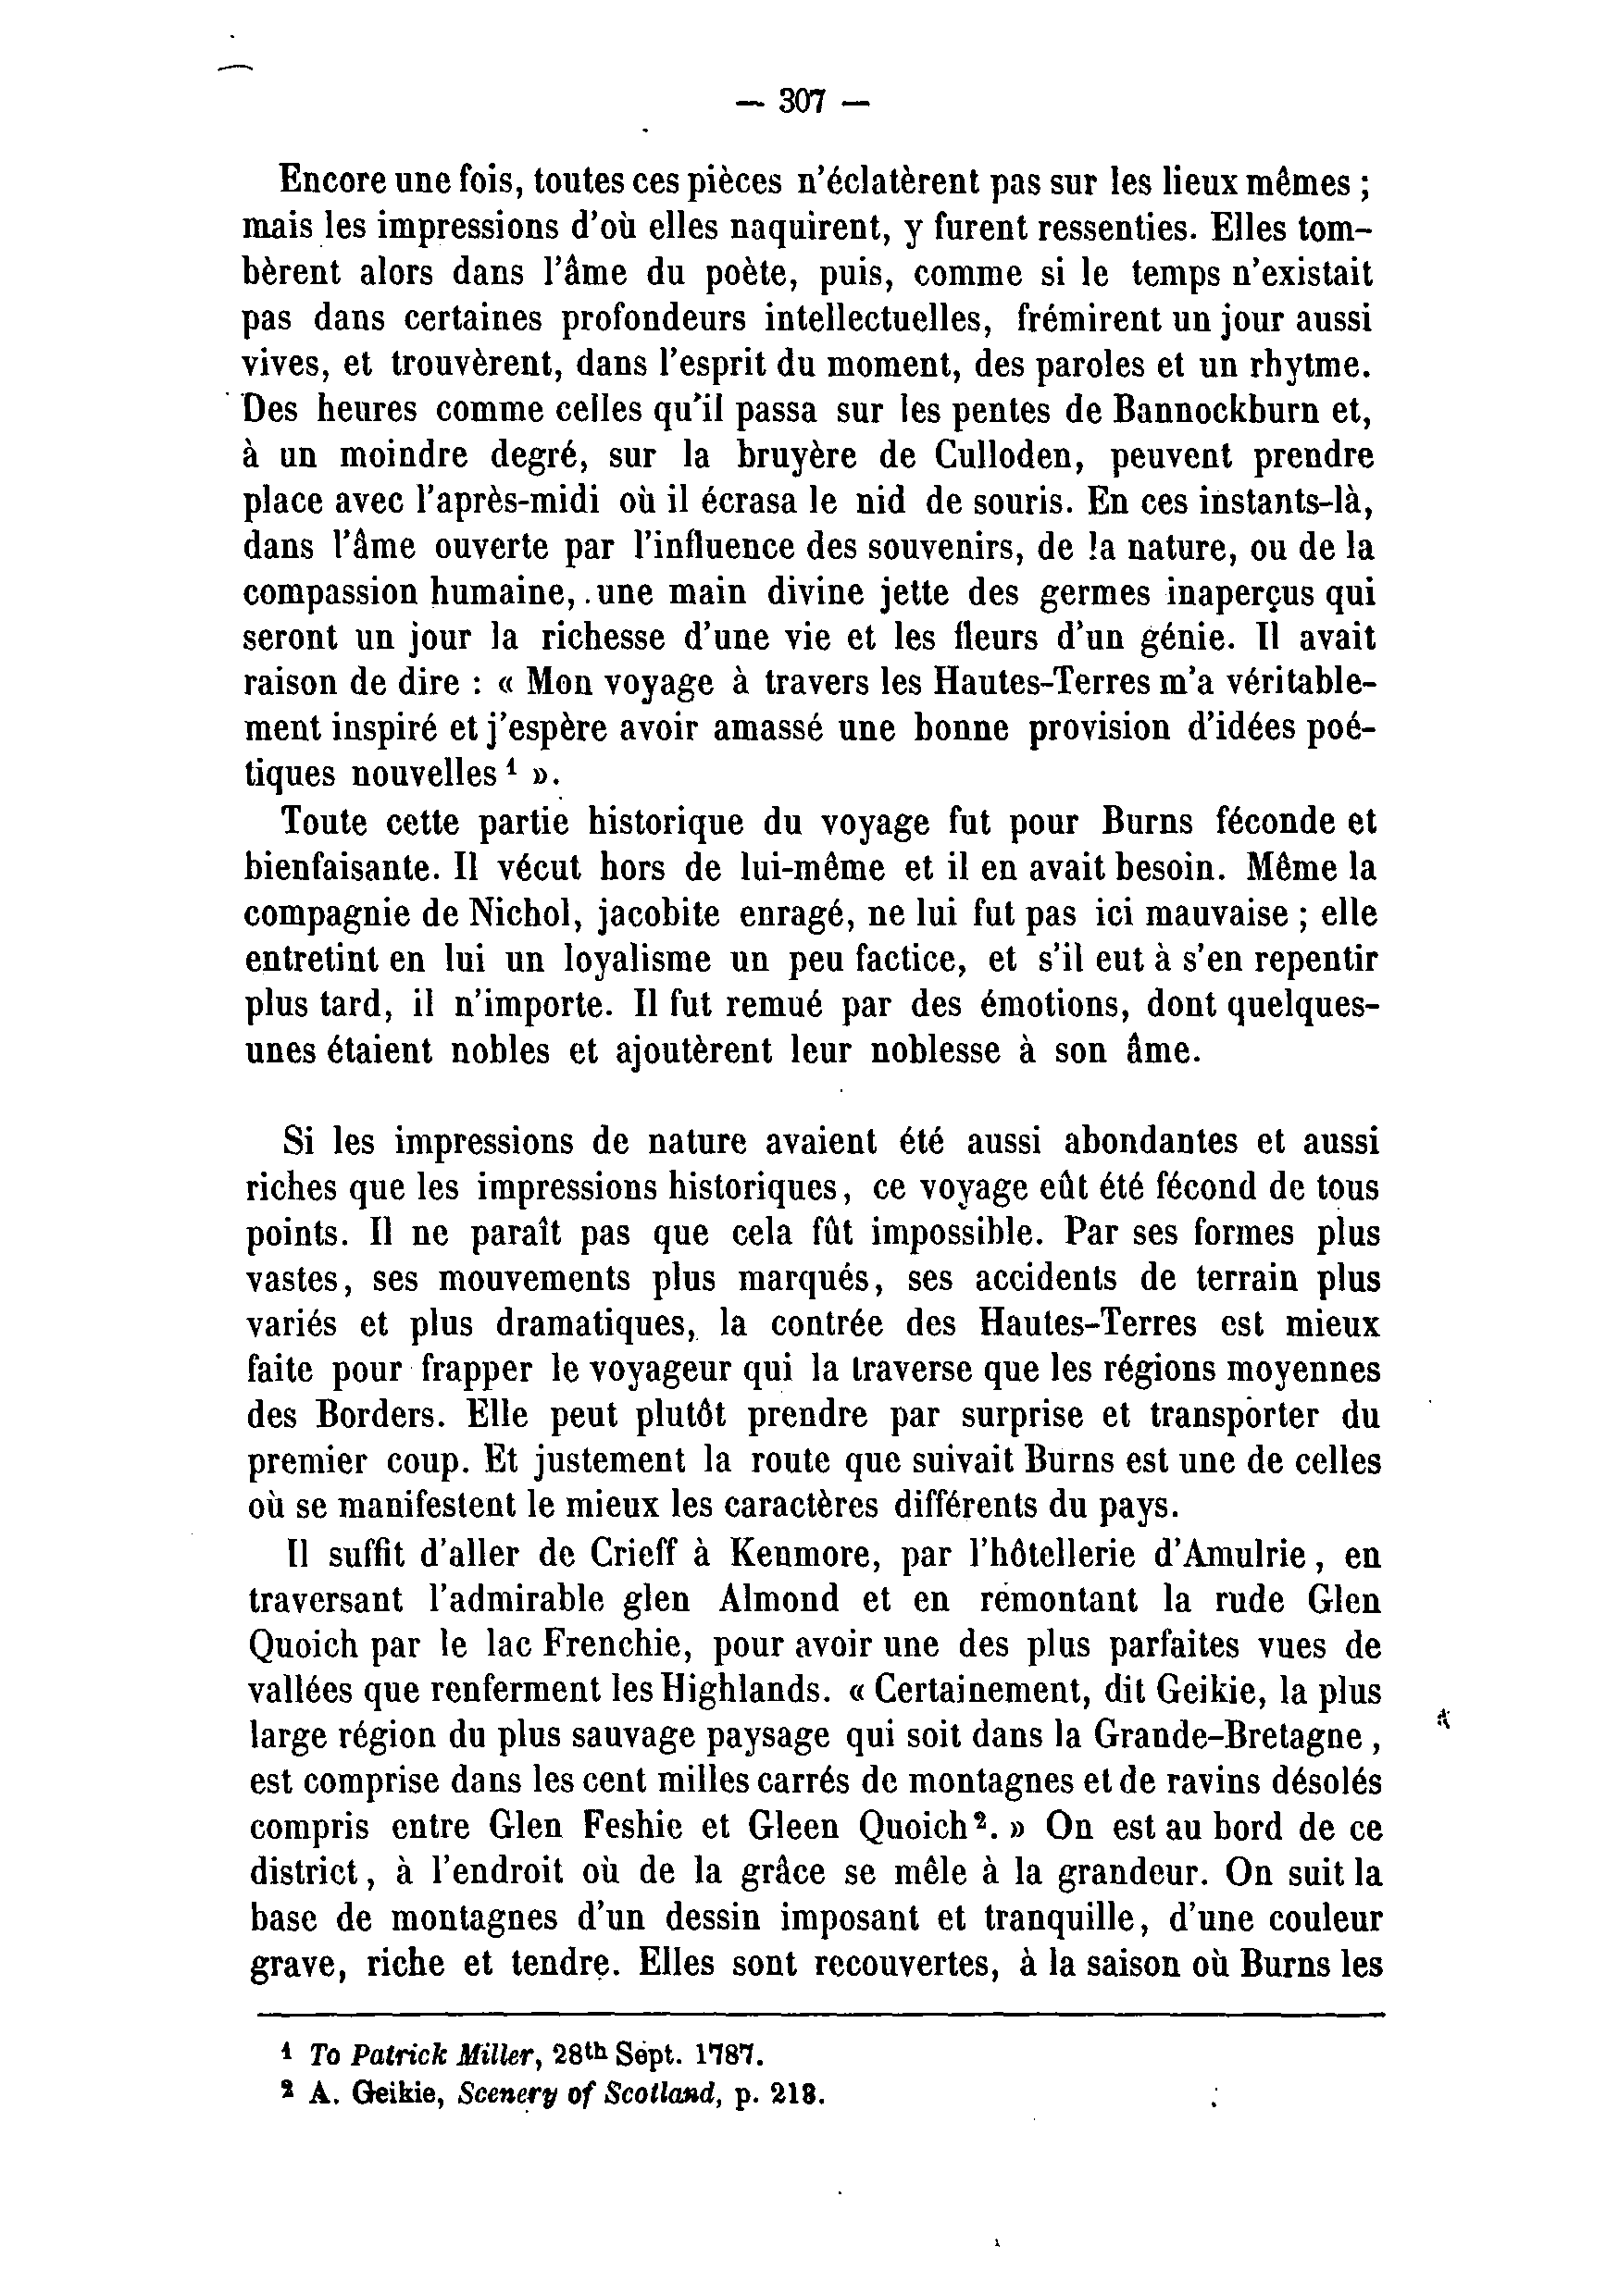 — 307 —
Encore une fois, toutes ces pièces n'éclatèrent pas sur les lieux mêmes ;
mais les impressions d'où elles naquirent, y furent ressenties. Elles tom-
bèrent alors dans l'âme du poète, puis, comme si le temps n'existait
pas dans certaines profondeurs intellectuelles, frémirent un jour aussi
vives, et trouvèrent, dans l'esprit du moment, des paroles et un rhytme.
Des heures comme celles qu'il passa sur les pentes de Bannockburn et,
à un moindre degré, sur la bruyère de Culloden, peuvent prendre
place avec l'après-midi où il écrasa le nid de souris. En ces instants-là,
dans l'âme ouverte par l'influence des souvenirs, de la nature, ou de la
compassion humaine, une main divine jette des germes inaperçus qui
seront un jour la richesse d'une vie et les fleurs d'un génie. Il avait
raison de dire : « Mon voyage à travers les Hautes-Terres m'a véritable-
ment inspiré et j'espère avoir amassé une bonne provision d'idées poé-
tiques nouvelles ¹ ».
Toute cette partie historique du voyage fut pour Burns féconde et
bienfaisante. Il vécut hors de lui-même et il en avait besoin. Même la
compagnie de Nichol, jacobite enragé, ne lui fut pas ici mauvaise ; elle
entretint en lui un loyalisme un peu factice, et s'il eut à s'en repentir
plus tard, il n'importe. Il fut remué par des émotions, dont quelques-
unes étaient nobles et ajoutèrent leur noblesse à son âme.
Si les impressions de nature avaient été aussi abondantes et aussi
riches que les impressions historiques, ce voyage eût été fécond de tous
points. Il ne paraît pas que cela fût impossible. Par ses formes plus
vastes, ses mouvements plus marqués, ses accidents de terrain plus
variés et plus dramatiques, la contrée des Hautes-Terres est mieux
faite pour frapper le voyageur qui la traverse que les régions moyennes
des Borders. Elle peut plutôt prendre par surprise et transporter du
premier coup. Et justement la route que suivait Burns est une de celles
où se manifestent le mieux les caractères différents du pays.
Il suffit d'aller de Crieff à Kenmore, par l'hôtellerie d'Amulrie, en
traversant l'admirable glen Almond et en remontant la rude Glen
Quoich par le lac Frenchie, pour avoir une des plus parfaites vues de
vallées que renferment les Highlands. « Certainement, dit Geikie, la plus
large région du plus sauvage paysage qui soit dans la Grande-Bretagne,
est comprise dans les cent milles carrés de montagnes et de ravins désolés
compris entre Glen Feshie et Gleen Quoich². » On est au bord de ce
district, à l'endroit où de la grâce se mêle à la grandeur. On suit la
base de montagnes d'un dessin imposant et tranquille, d'une couleur
grave, riche et tendre. Elles sont recouvertes, à la saison où Burns les
¹ To Patrick Miller, 28th Sept. 1787.
² A. Geikie, Scenery of Scotland, p. 218.